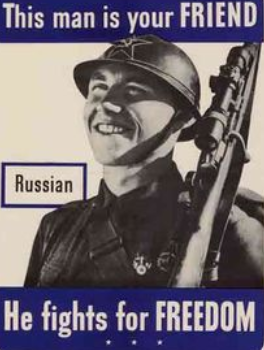 This man is your FRIEND
Russian
He fights for FREEDOM